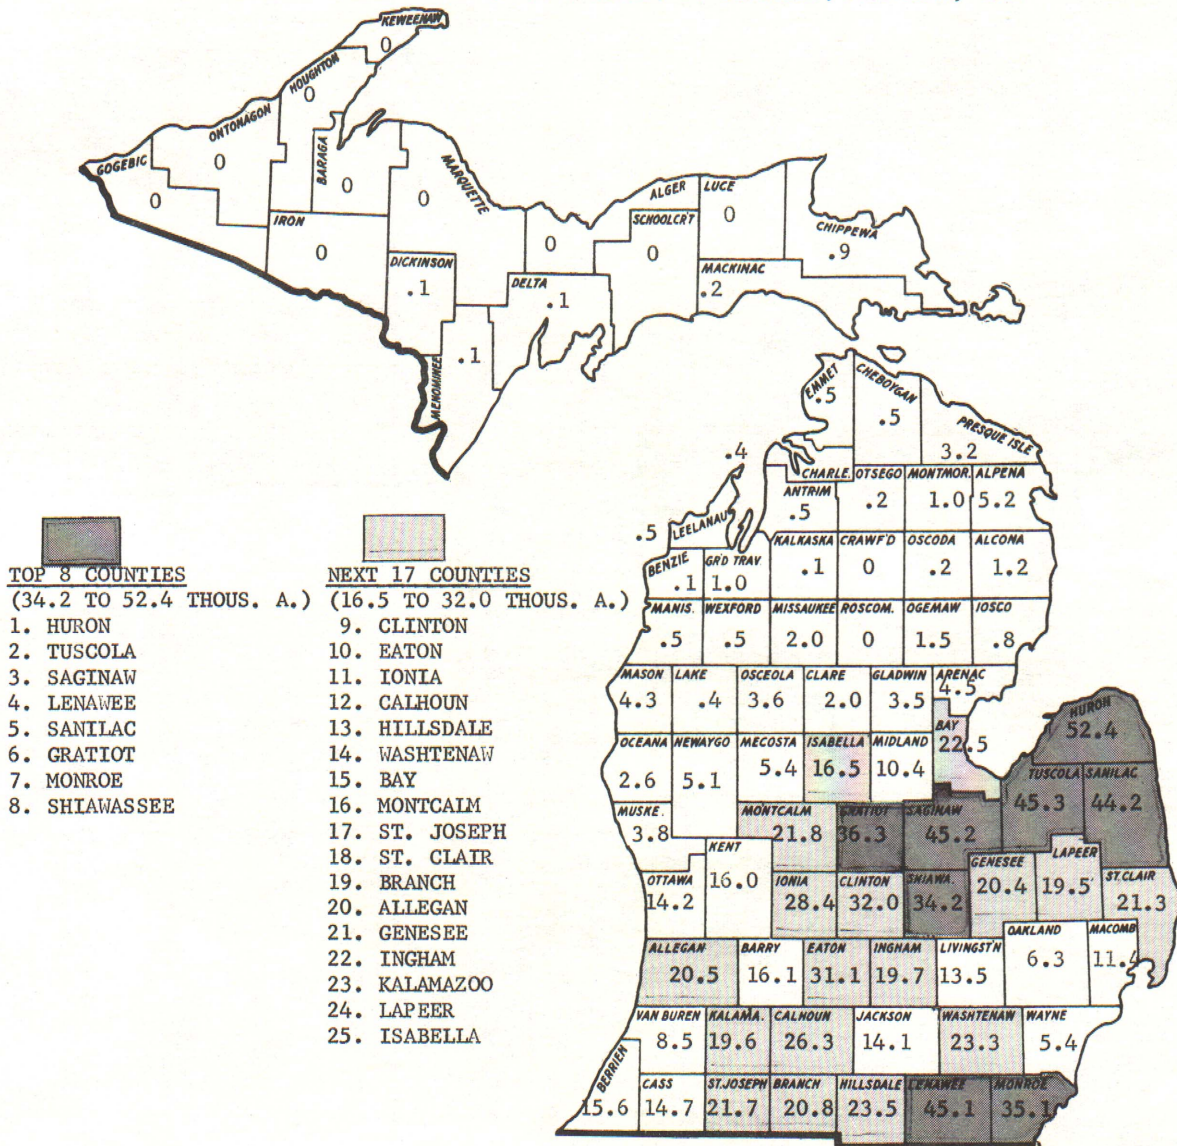 KEWEENAW
0
HOUGHTON
0
ONTONAGON
0
GOGEBIC
0
BARAGA
0
MARQUETTE
0
IRON
0
ALGER
0
LUCE
0
SCHOOLCR'T
0
CHIPPEWA
.9
DICKINSON
.1
DELTA
.1
MACKINAC
.2
MENOMINEE
.1
EMMET
.5
CHEBOYGAN
.5
PRESQUE ISLE
3.2
.4
CHARLE. OTSEGO MONTMOR. ALPENA
.2 1.0 5.2
ANTRIM
.5
.5 LEELANAU
BENZIE GR'D TRAV. KALKASKA CRAWF'D OSCODA ALCONA
.1 1.0 .1 0 .2 1.2
MANIS. WEXFORD MISSAUKEE ROSCOM. OGEMAW IOSCO
.5 .5 2.0 0 1.5 .8
MASON LAKE OSCEOLA CLARE GLADWIN ARENAC
4.3 .4 3.6 2.0 3.5 4.5
HURON
52.4
BAY
22.5
OCEANA NEWAYGO MECOSTA ISABELLA MIDLAND
2.6 5.1 5.4 16.5 10.4
TUSCOLA SANILAC
45.3 44.2
MUSKE. MONTCALM GRATIOT SAGINAW
3.8 21.8 36.3 45.2
KENT
16.0
GENESEE LAPEER
20.4 19.5
OTTAWA IONIA CLINTON SHIAWA. ST.CLAIR
14.2 28.4 32.0 34.2 21.3
ALLEGAN BARRY EATON INGHAM LIVINGST'N OAKLAND MACOMB
20.5 16.1 31.1 19.7 13.5 6.3 11.4
VAN BUREN KALAMA. CALHOUN JACKSON WASHTENAW WAYNE
8.5 19.6 26.3 14.1 23.3 5.4
BERRIEN CASS ST.JOSEPH BRANCH HILLSDALE LENAWEE MONROE
15.6 14.7 21.7 20.8 23.5 45.1 35.1
TOP 8 COUNTIES
(34.2 TO 52.4 THOUS. A.)
1. HURON
2. TUSCOLA
3. SAGINAW
4. LENAWEE
5. SANILAC
6. GRATIOT
7. MONROE
8. SHIAWASSEE
NEXT 17 COUNTIES
(16.5 TO 32.0 THOUS. A.)
9. CLINTON
10. EATON
11. IONIA
12. CALHOUN
13. HILLSDALE
14. WASHTENAW
15. BAY
16. MONTCALM
17. ST. JOSEPH
18. ST. CLAIR
19. BRANCH
20. ALLEGAN
21. GENESEE
22. INGHAM
23. KALAMAZOO
24. LAPEER
25. ISABELLA